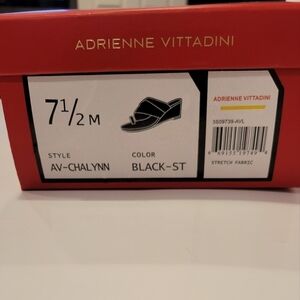 ADRIENNE VITTADINI
7 1/2 M
STYLE
AV-CHALYNN
COLOR
BLACK-ST
ADRIENNE VITTADINI
STRETCH FABRIC